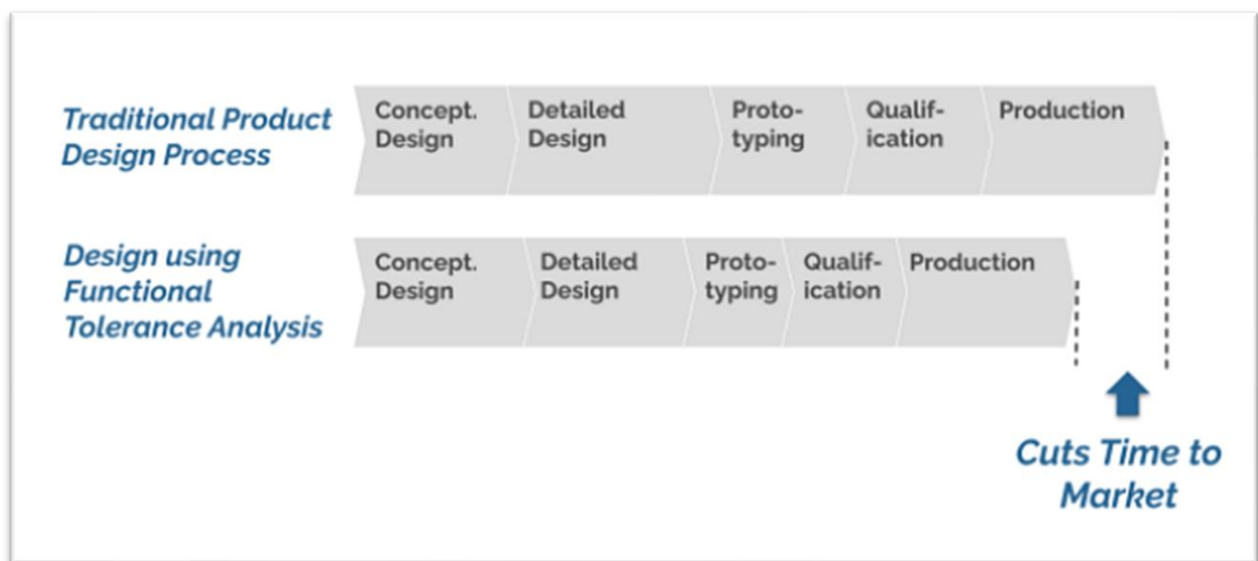 Traditional Product
Design Process
Concept.
Design
Detailed
Design
Proto-
typing
Qualif-
ication
Production
Design using
Functional
Tolerance Analysis
Concept.
Design
Detailed
Design
Proto-
typing
Qualif-
ication
Production
Cuts Time to
Market